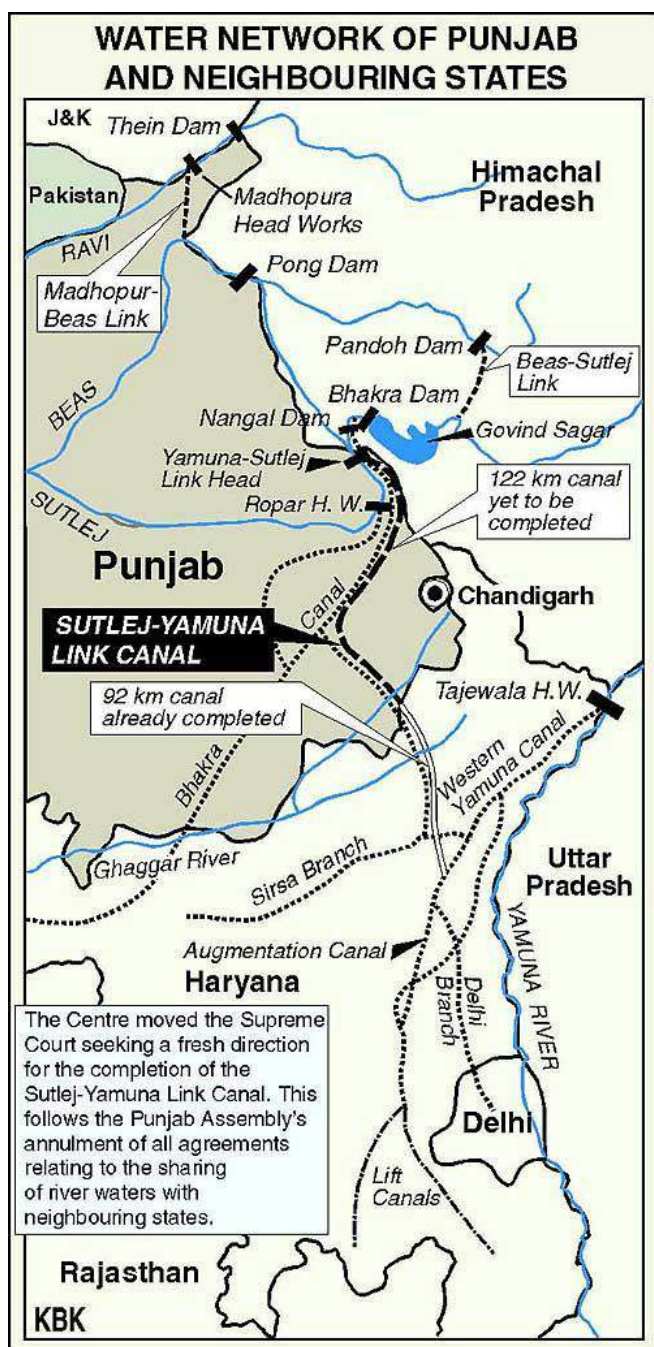 WATER NETWORK OF PUNJAB
AND NEIGHBOURING STATES
J&K
Thein Dam
Himachal
Pradesh
Pakistan
Madhopura
Head Works
RAVI
Madhopur-
Beas Link
Pong Dam
Pandoh Dam
Beas-Sutlej
Link
BEAS
Bhakra Dam
Nangal Dam
Govind Sagar
Yamuna-Sutlej
Link Head
122 km canal
yet to be
completed
Ropar H. W.
SUTLEJ
Punjab
Chandigarh
Canal
SUTLEJ-YAMUNA
LINK CANAL
Tajewala H.W.
92 km canal
already completed
Western
Yamuna Canal
Bhakra
Ghaggar River
Sirsa Branch
Uttar
Pradesh
YAMUNA RIVER
Augmentation Canal
Haryana
Delhi
Branch
The Centre moved the Supreme
Court seeking a fresh direction
for the completion of the
Sutlej-Yamuna Link Canal. This
follows the Punjab Assembly's
annulment of all agreements
relating to the sharing
of river waters with
neighbouring states.
Delhi
Lift
Canals
Rajasthan
KBK